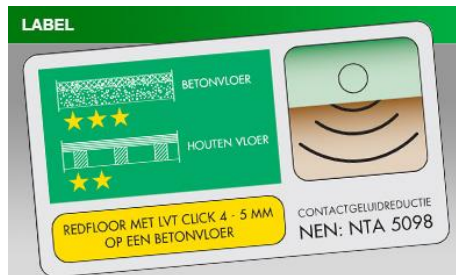 LABEL
BETONVLOER
HOUTEN VLOER
REDFLOOR MET LVT CLICK 4 - 5 MM
OP EEN BETONVLOER
CONTACTGELUIDREDUCTIE
NEN: NTA 5098